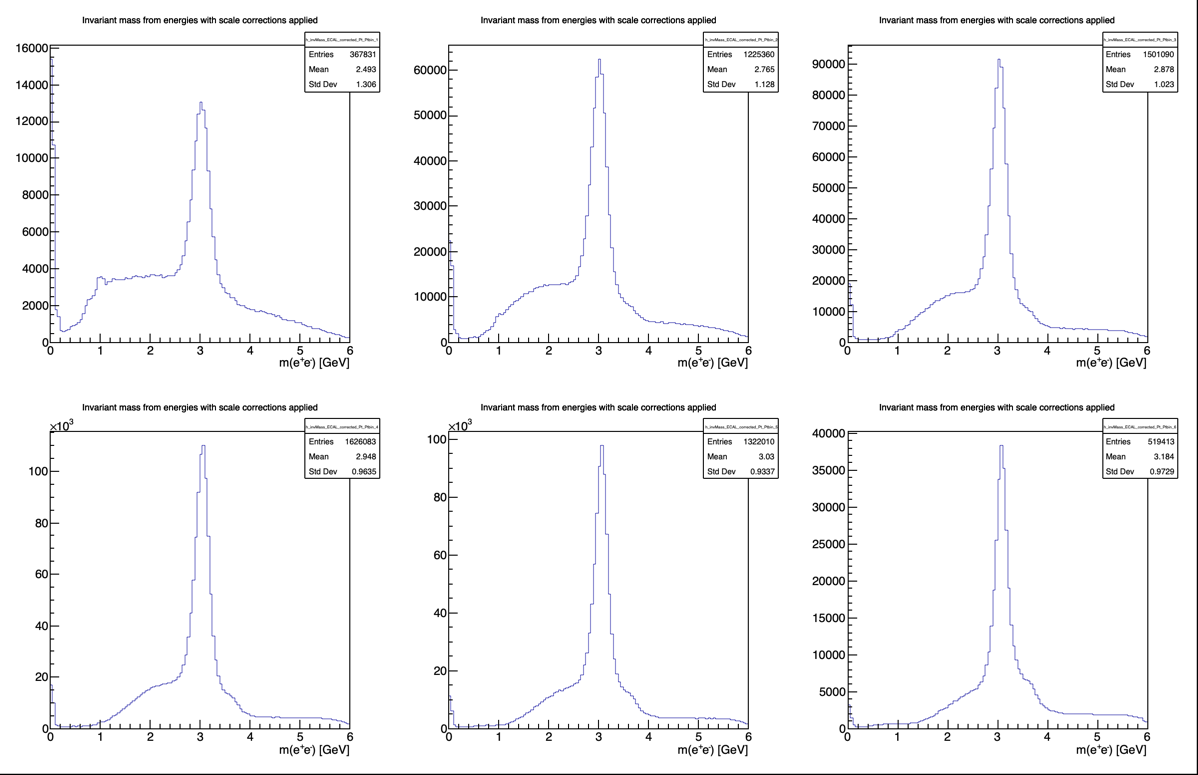 Invariant mass from energies with scale corrections applied
h_invMass_ECAL_corrected_Pt_Ptbin_1
Entries 367831
Mean 2.493
Std Dev 1.306
16000
14000
12000
10000
8000
6000
4000
2000
0
0 1 2 3 4 5 6
m(e⁺e⁻) [GeV]
Invariant mass from energies with scale corrections applied
h_invMass_ECAL_corrected_Pt_Ptbin_2
Entries 1225360
Mean 2.765
Std Dev 1.128
60000
50000
40000
30000
20000
10000
0
0 1 2 3 4 5 6
m(e⁺e⁻) [GeV]
Invariant mass from energies with scale corrections applied
h_invMass_ECAL_corrected_Pt_Ptbin_3
Entries 1501090
Mean 2.878
Std Dev 1.023
90000
80000
70000
60000
50000
40000
30000
20000
10000
0
0 1 2 3 4 5 6
m(e⁺e⁻) [GeV]
Invariant mass from energies with scale corrections applied
×10³
h_invMass_ECAL_corrected_Pt_Ptbin_4
Entries 1626083
Mean 2.948
Std Dev 0.9635
100
80
60
40
20
0
0 1 2 3 4 5 6
m(e⁺e⁻) [GeV]
Invariant mass from energies with scale corrections applied
×10³
h_invMass_ECAL_corrected_Pt_Ptbin_5
Entries 1322010
Mean 3.03
Std Dev 0.9337
100
80
60
40
20
0
0 1 2 3 4 5 6
m(e⁺e⁻) [GeV]
Invariant mass from energies with scale corrections applied
h_invMass_ECAL_corrected_Pt_Ptbin_6
Entries 519413
Mean 3.184
Std Dev 0.9729
40000
35000
30000
25000
20000
15000
10000
5000
0
0 1 2 3 4 5 6
m(e⁺e⁻) [GeV]